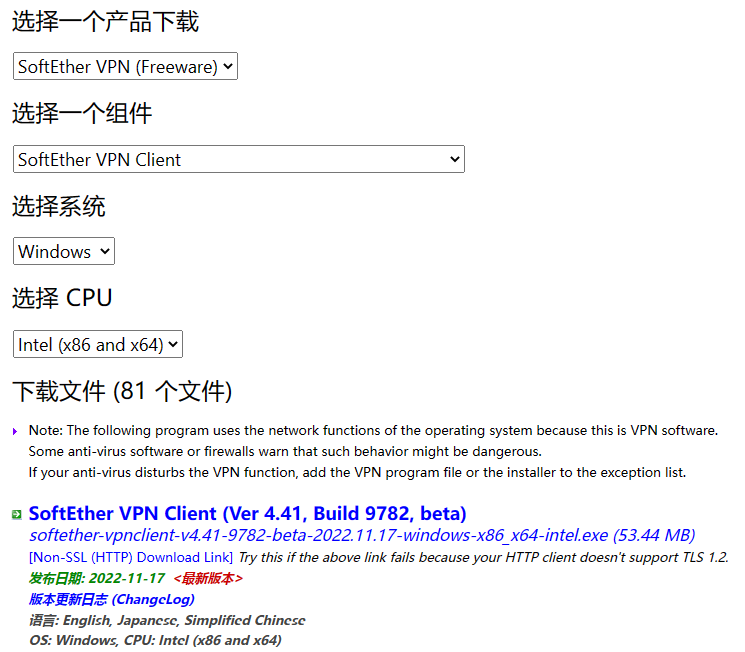 选择一个产品下载
SoftEther VPN (Freeware)
选择一个组件
SoftEther VPN Client
选择系统
Windows
选择 CPU
Intel (x86 and x64)
下载文件 (81 个文件)
Note: The following program uses the network functions of the operating system because this is VPN software.
Some anti-virus software or firewalls warn that such behavior might be dangerous.
If your anti-virus disturbs the VPN function, add the VPN program file or the installer to the exception list.
SoftEther VPN Client (Ver 4.41, Build 9782, beta)
softether-vpnclient-v4.41-9782-beta-2022.11.17-windows-x86_x64-intel.exe (53.44 MB)
[Non-SSL (HTTP) Download Link] Try this if the above link fails because your HTTP client doesn't support TLS 1.2.
发布日期: 2022-11-17 <最新版本>
版本更新日志 (ChangeLog)
语言: English, Japanese, Simplified Chinese
OS: Windows, CPU: Intel (x86 and x64)